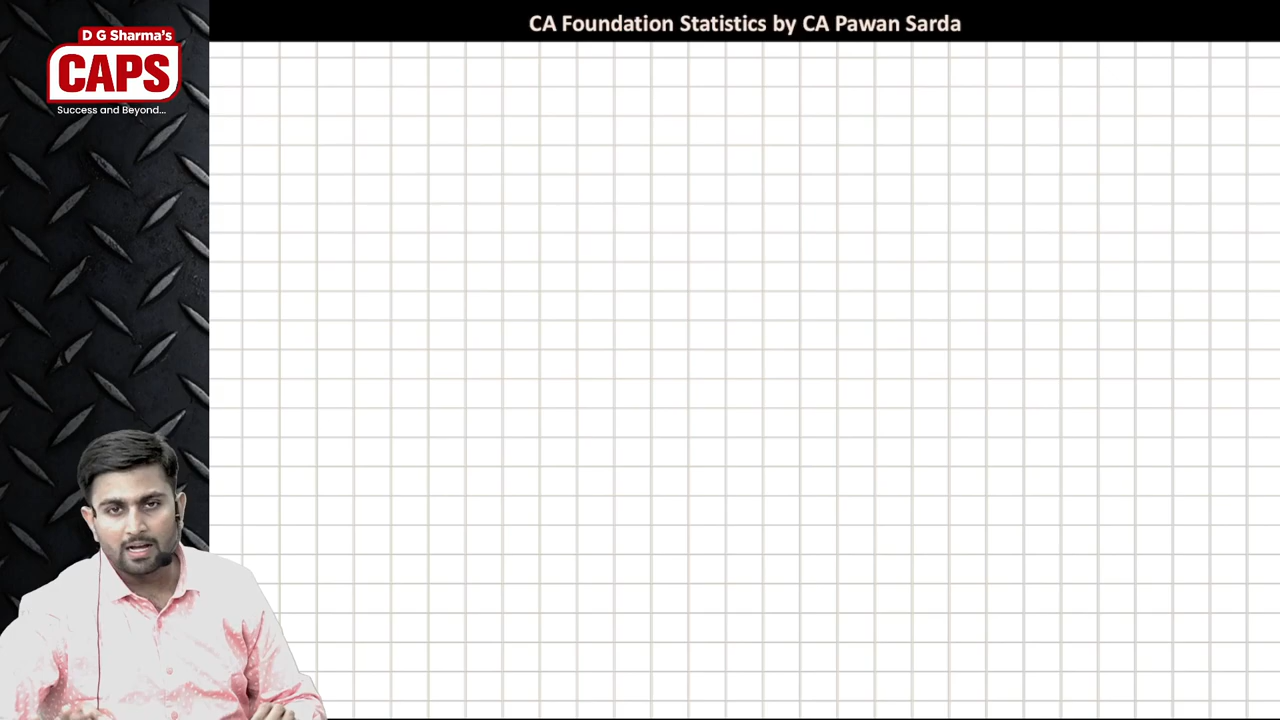 CA Foundation Statistics by CA Pawan Sarda
D G Sharma's
CAPS
Success and Beyond...